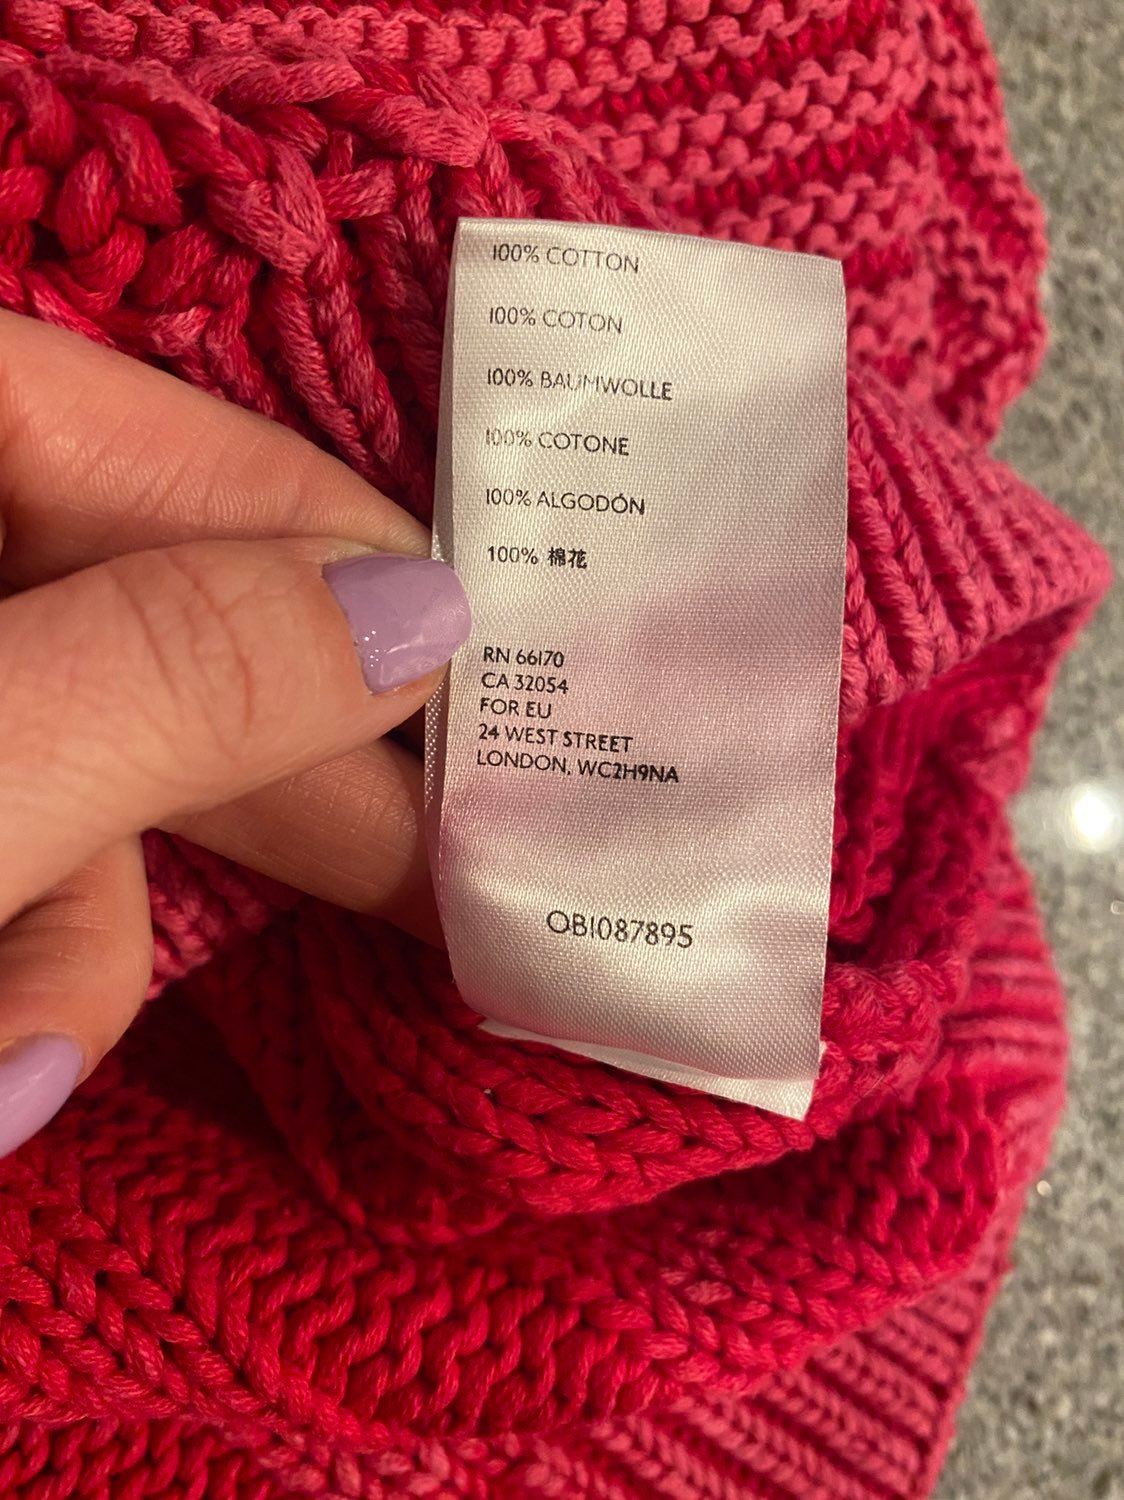 100% COTTON
100% COTON
100% BAUMWOLLE
100% COTONE
100% ALGODÓN
100% 棉花
RN 66170
CA 32054
FOR EU
24 WEST STREET
LONDON, WC2H9NA
OB1087895